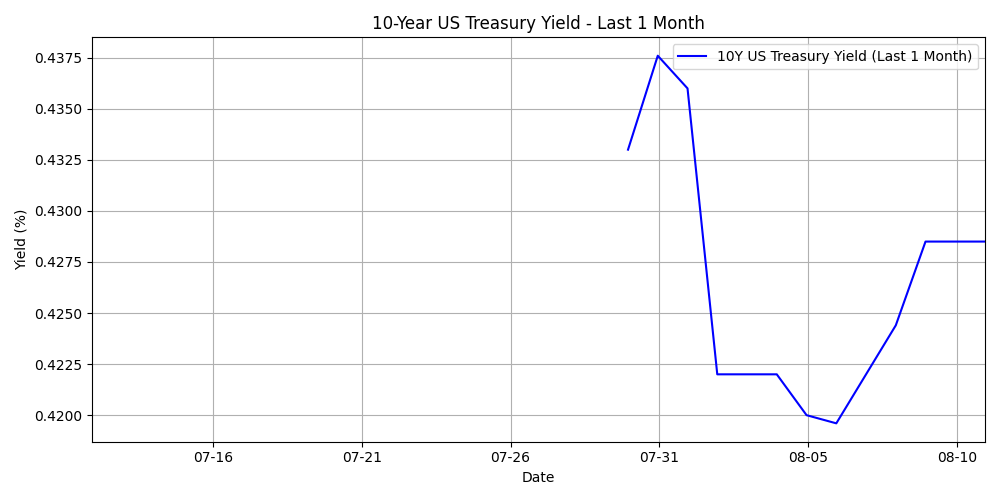 10-Year US Treasury Yield - Last 1 Month
10Y US Treasury Yield (Last 1 Month)
0.4375
0.4350
0.4325
0.4300
0.4275
0.4250
0.4225
0.4200
Yield (%)
07-16 07-21 07-26 07-31 08-05 08-10
Date